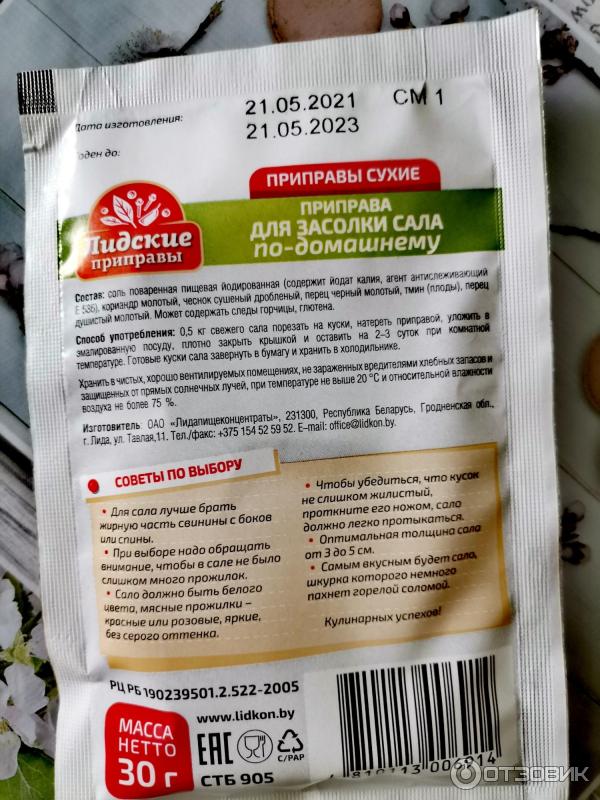 21.05.2021 СМ 1
Дата изготовления:
21.05.2023
Годен до:
ПРИПРАВЫ СУХИЕ
Лидские
приправы
ПРИПРАВА
ДЛЯ ЗАСОЛКИ САЛА
по-домашнему
Состав: соль поваренная пищевая йодированная (содержит йодат калия, агент антислеживающий
Е 536), кориандр молотый, чеснок сушеный дробленый, перец черный молотый, тмин (плоды), перец
душистый молотый. Может содержать следы горчицы, глютена.
Способ употребления: 0,5 кг свежего сала порезать на куски, натереть приправой, уложить в
эмалированную посуду, плотно закрыть крышкой и оставить на 2–3 суток при комнатной
температуре. Готовые куски сала завернуть в бумагу и хранить в холодильнике.
Хранить в чистых, хорошо вентилируемых помещениях, не зараженных вредителями хлебных запасов и
защищенных от прямых солнечных лучей, при температуре не выше 20 °С и относительной влажности
воздуха не более 75 %.
Изготовитель: ОАО «Лидапищеконцентраты», 231300, Республика Беларусь, Гродненская обл.,
г. Лида, ул. Тавлая,11. Тел./факс: +375 154 52 59 52. E-mail: office@lidkon.by.
СОВЕТЫ ПО ВЫБОРУ
• Для сала лучше брать
жирную часть свинины с боков
или спины.
• При выборе надо обращать
внимание, чтобы в сале не было
слишком много прожилок.
• Сало должно быть белого
цвета, мясные прожилки –
красные или розовые, яркие,
без серого оттенка.
• Чтобы убедиться, что кусок
не слишком жилистый,
проткните его ножом, сало
должно легко протыкаться.
• Оптимальная толщина сала
от 3 до 5 см.
• Самым вкусным будет сало,
шкурка которого немного
пахнет горелой соломой.
Кулинарных успехов!
РЦ РБ 190239501.2.522-2005
МАССА
НЕТТО
30 г
www.lidkon.by
ЕАС
C/PAP
СТБ 905
4 810113 006914
ОТЗОВИК